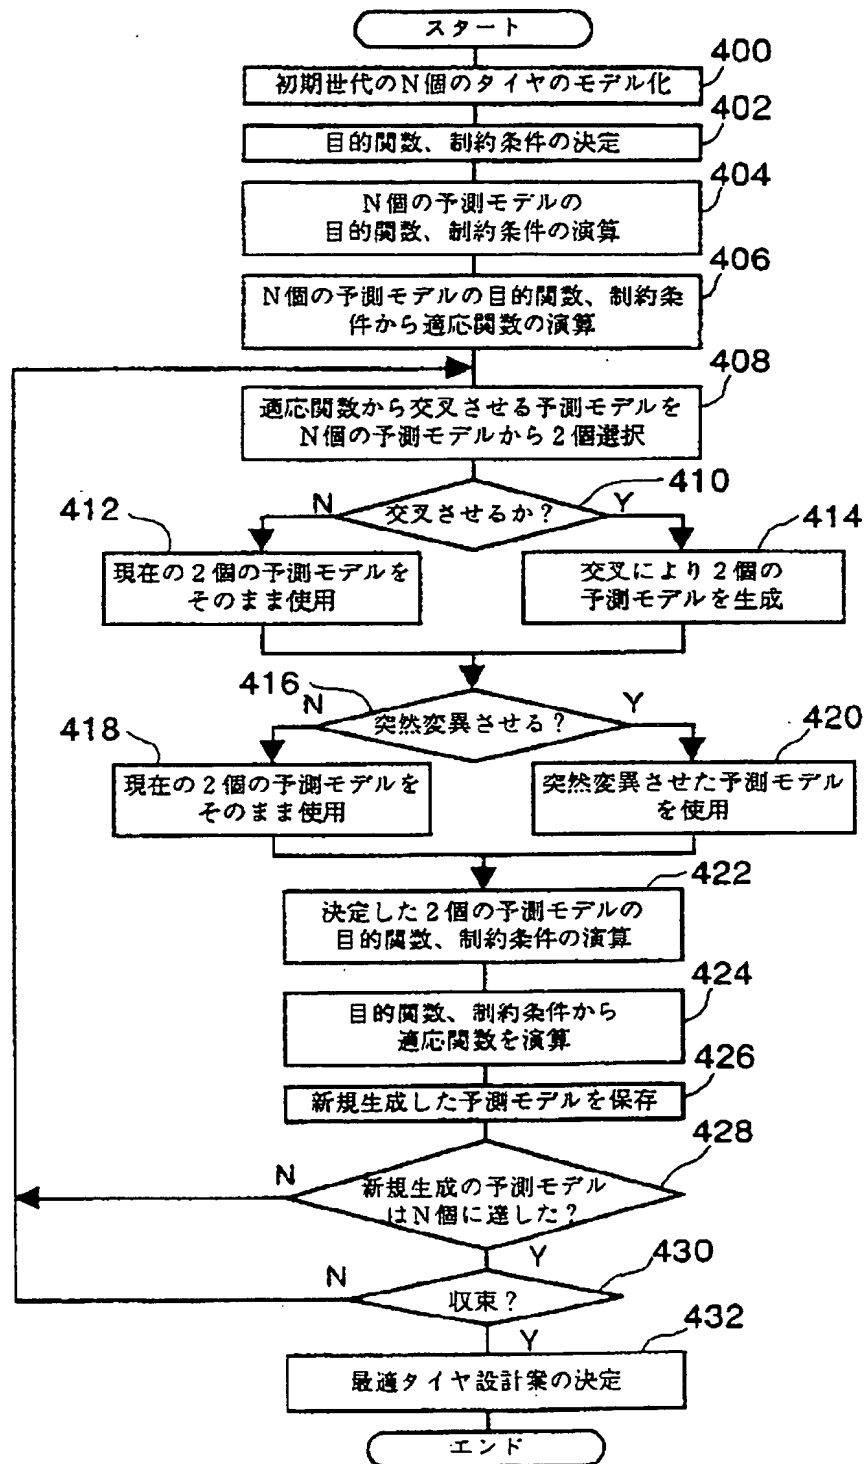 スタート
400
初期世代のN個のタイヤのモデル化
402
目的関数、制約条件の決定
404
N個の予測モデルの
目的関数、制約条件の演算
406
N個の予測モデルの目的関数、制約条
件から適応関数の演算
408
適応関数から交叉させる予測モデルを
N個の予測モデルから2個選択
410
N
交叉させるか?
Y
412
現在の2個の予測モデルを
そのまま使用
414
交叉により2個の
予測モデルを生成
416
N
突然変異させる?
Y
418
現在の2個の予測モデルを
そのまま使用
420
突然変異させた予測モデル
を使用
422
決定した2個の予測モデルの
目的関数、制約条件の演算
424
目的関数、制約条件から
適応関数を演算
426
新規生成した予測モデルを保存
428
N
新規生成の予測モデル
はN個に達した?
Y
430
N
収束?
Y
432
最適タイヤ設計案の決定
エンド